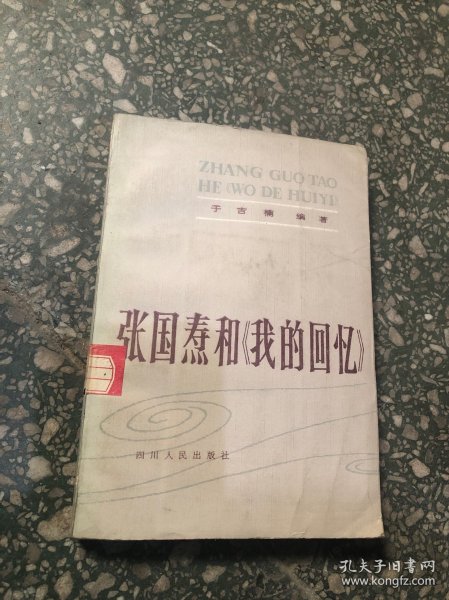 ZHANG GUO TAO
HE《WO DE HUIYI》
于吉楠 编著
张国焘和《我的回忆》
四川人民出版社
孔夫子旧书网
www.kongfz.com